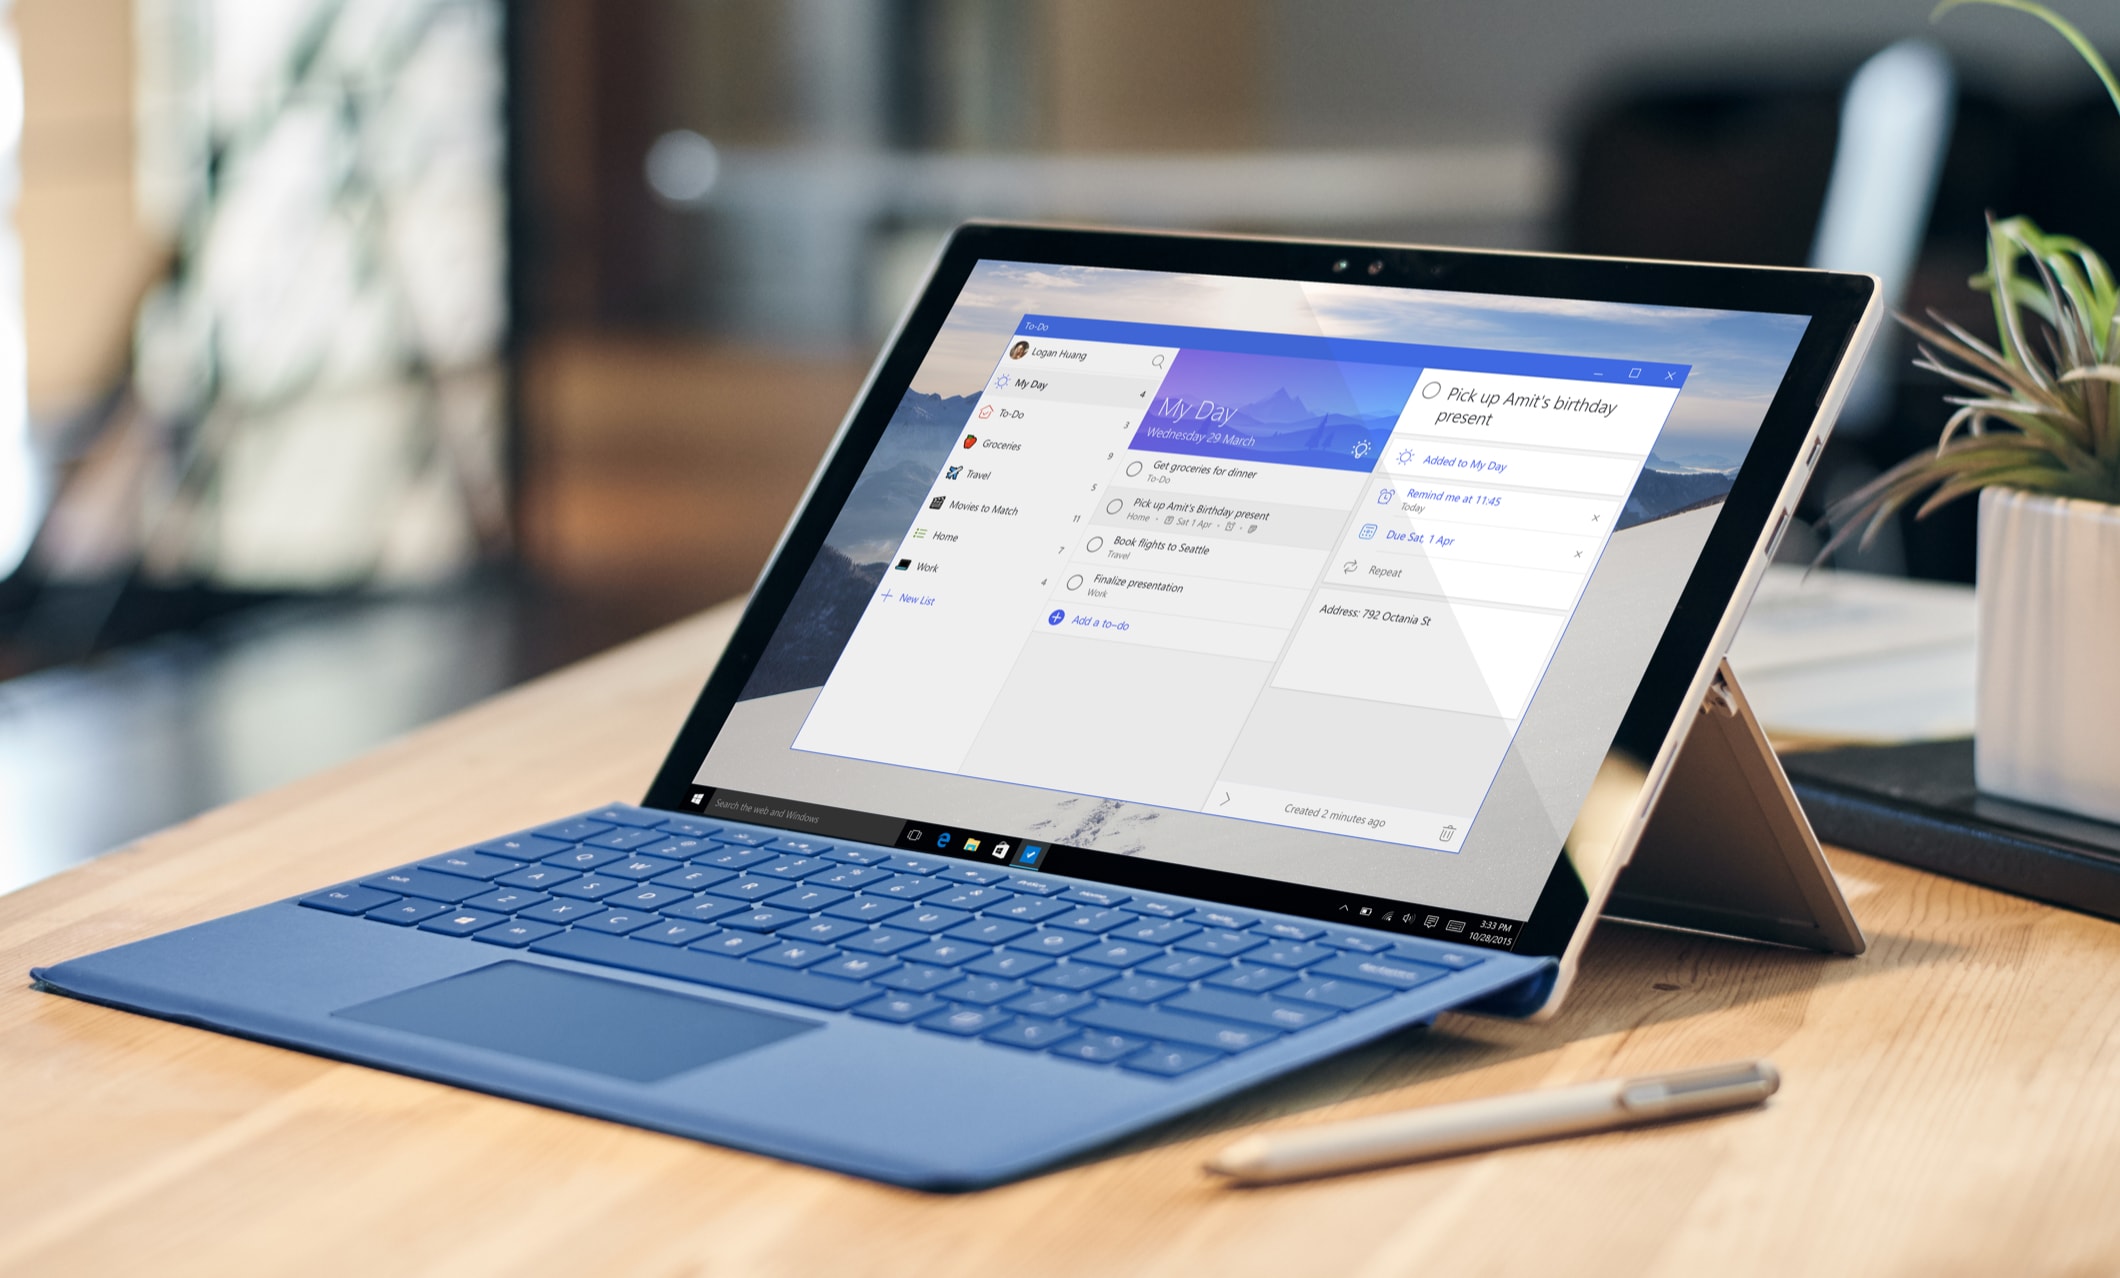 To-Do
Logan Huang
My Day 4
To-Do 3
Groceries 9
Travel 5
Movies to Match 11
Home 7
Work 4
New List
My Day
Wednesday 29 March
Get groceries for dinner
To-Do
Pick up Amit's Birthday present
Home • Sat 1 Apr
Book flights to Seattle
Travel
Finalize presentation
Work
Add a to-do
Pick up Amit's birthday
present
Added to My Day
Remind me at 11:45
Today
Due Sat, 1 Apr
Repeat
Address: 792 Octania St
Created 2 minutes ago
Search the web and Windows
3:33 PM
10/28/2015
Q W E R T Y U I O P
A S D F G H J K L
Z X C V B N M